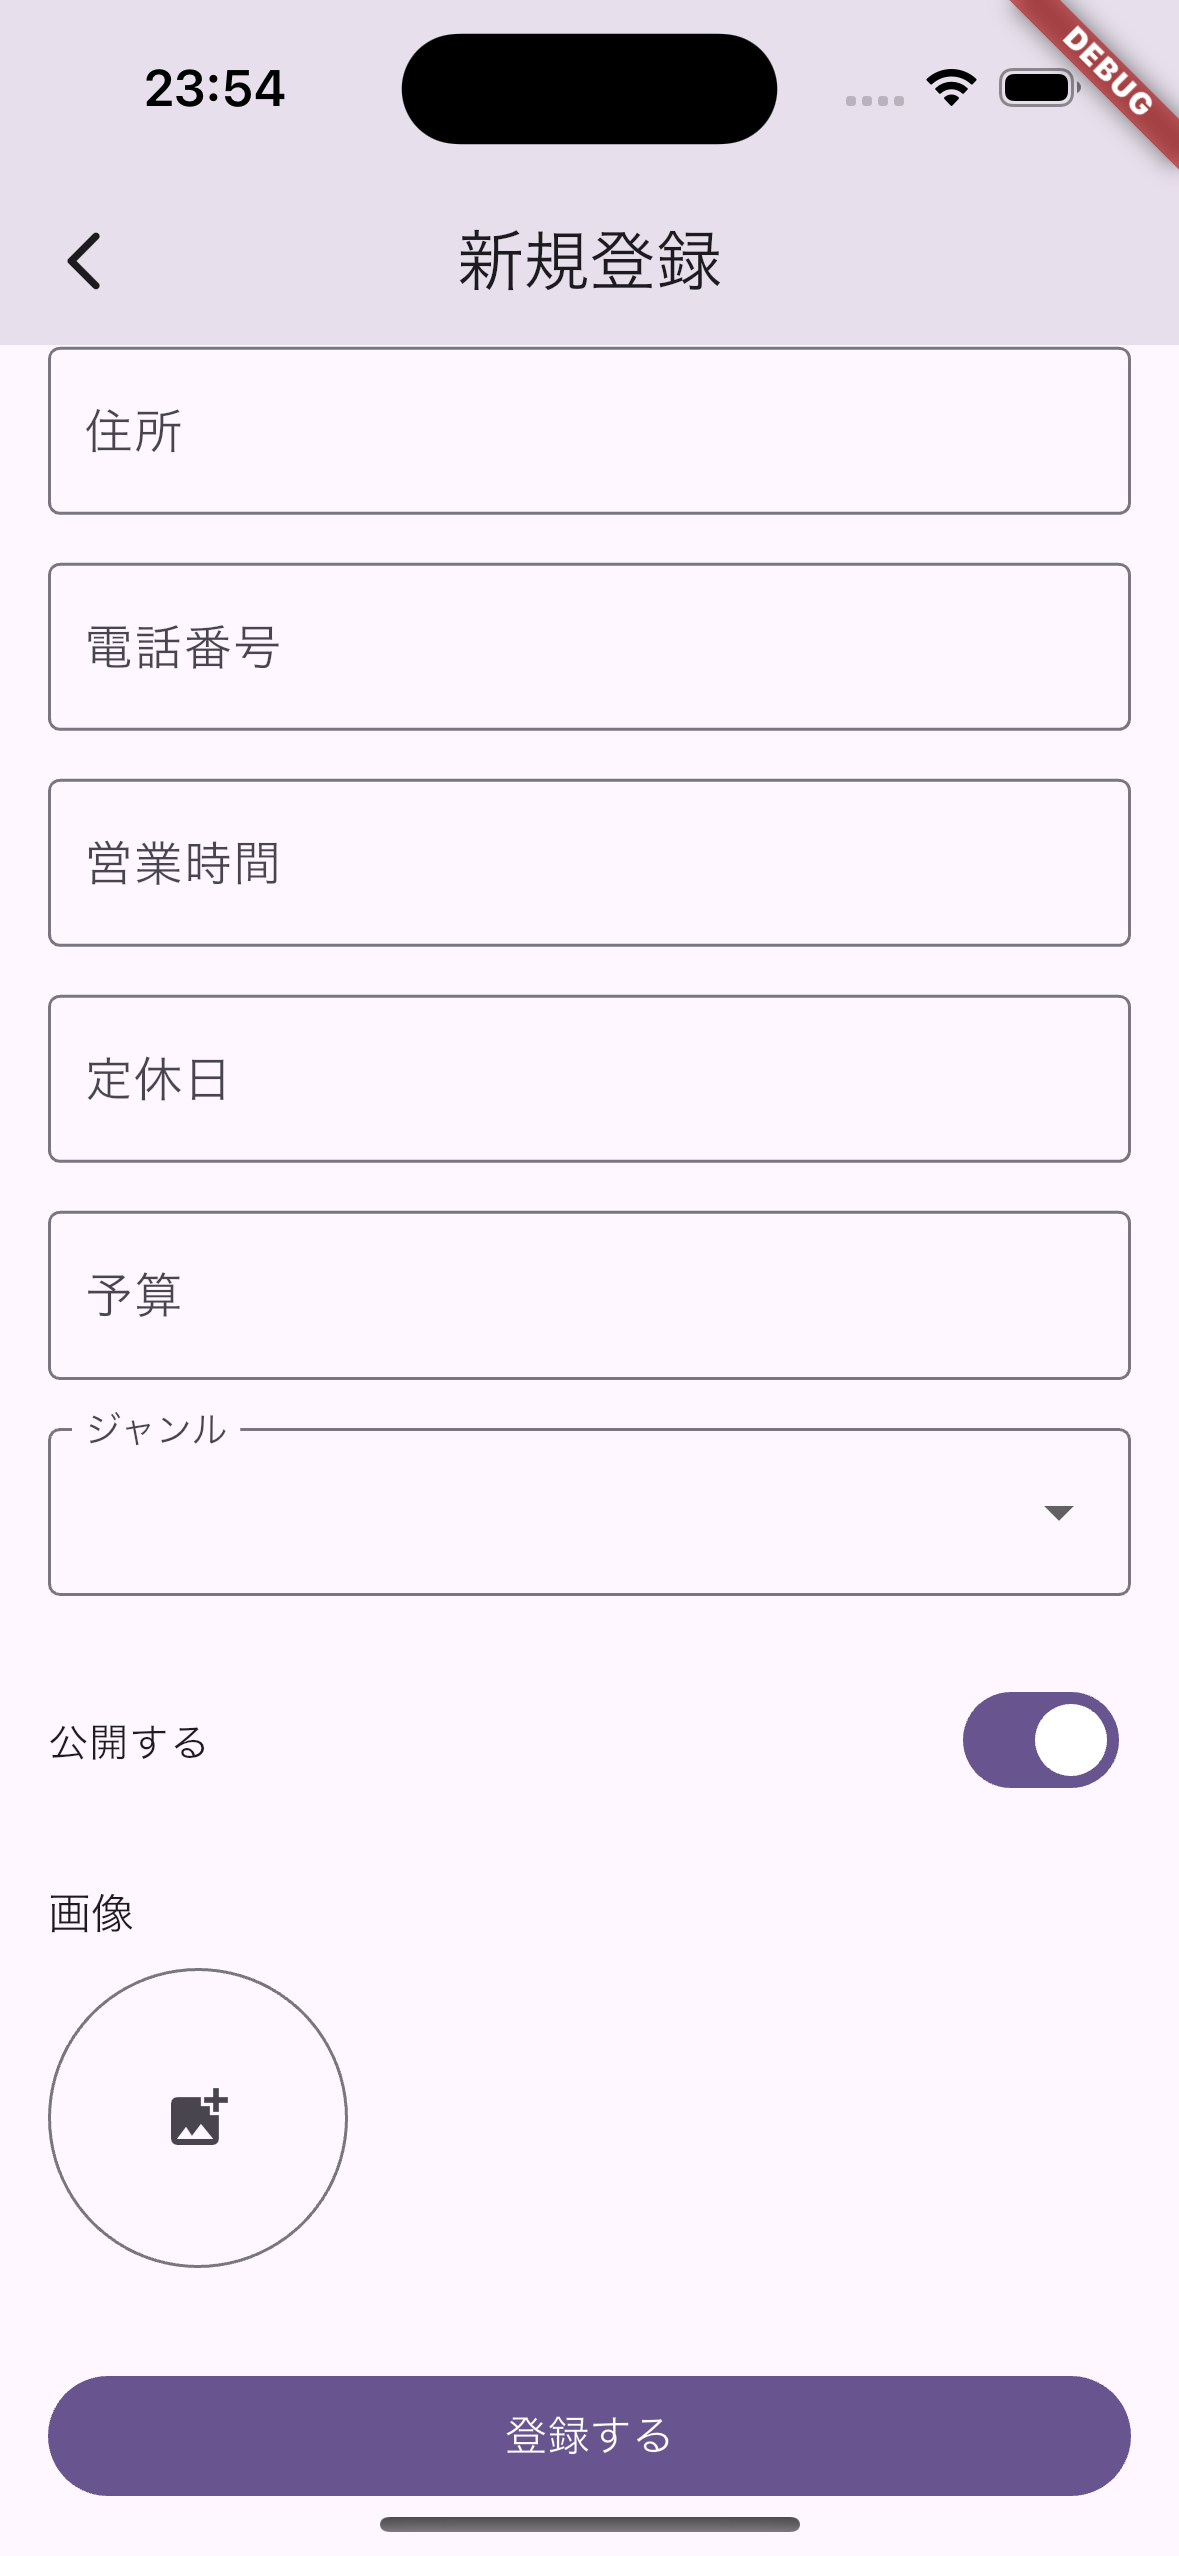 23:54
DEBUG
新規登録
住所
電話番号
営業時間
定休日
予算
ジャンル
公開する
画像
登録する